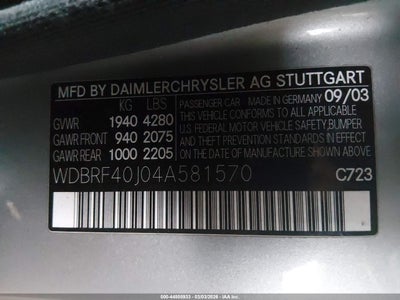 MFD BY DAIMLERCHRYSLER AG STUTTGART
KG LBS
GVWR 1940 4280
GAWR FRONT 940 2075
GAWR REAR 1000 2205
PASSENGER CAR MADE IN GERMANY 09/03
THIS VEHICLE CONFORMS TO ALL APPLICABLE
U.S. FEDERAL MOTOR VEHICLE SAFETY, BUMPER
AND THEFT PREVENTION STANDARDS IN EFFECT
ON THE DATE OF MANUFACTURE SHOWN ABOVE.
WDBRF40J04A581570 C723